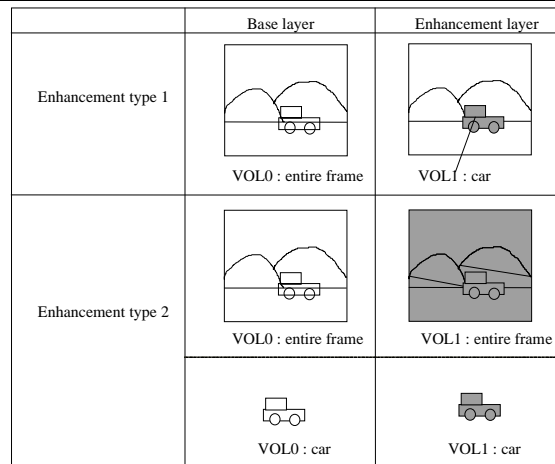 Base layer
Enhancement layer
Enhancement type 1
VOL0 : entire frame
VOL1 : car
Enhancement type 2
VOL0 : entire frame
VOL1 : entire frame
VOL0 : car
VOL1 : car